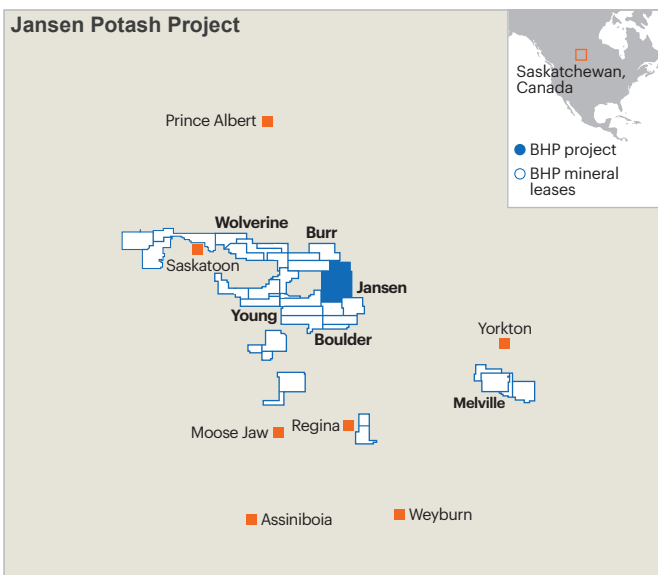 Jansen Potash Project
Saskatchewan,
Canada
BHP project
BHP mineral
leases
Prince Albert
Wolverine
Burr
Saskatoon
Jansen
Young
Boulder
Yorkton
Melville
Moose Jaw
Regina
Assiniboia
Weyburn